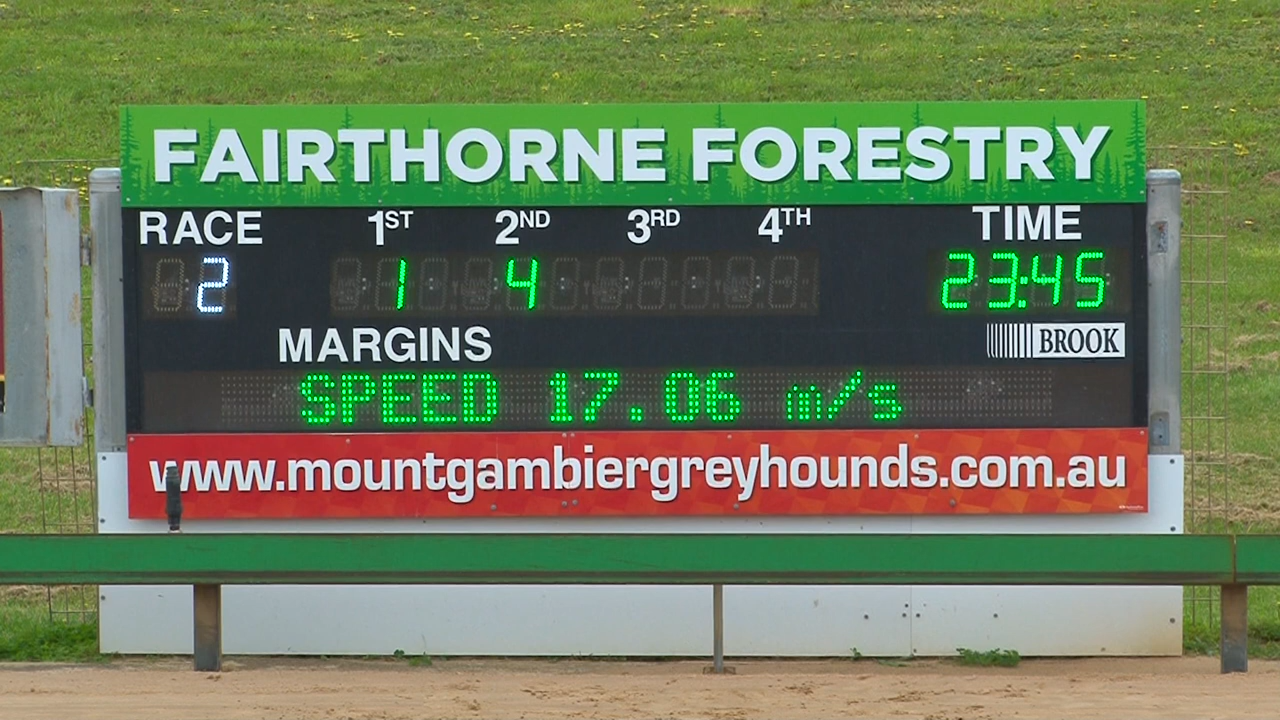 FAIRTHORNE FORESTRY
RACE 1ST 2ND 3RD 4TH TIME
2 1 4 23:45
MARGINS BROOK
SPEED 17.06 m/s
www.mountgambiergreyhounds.com.au